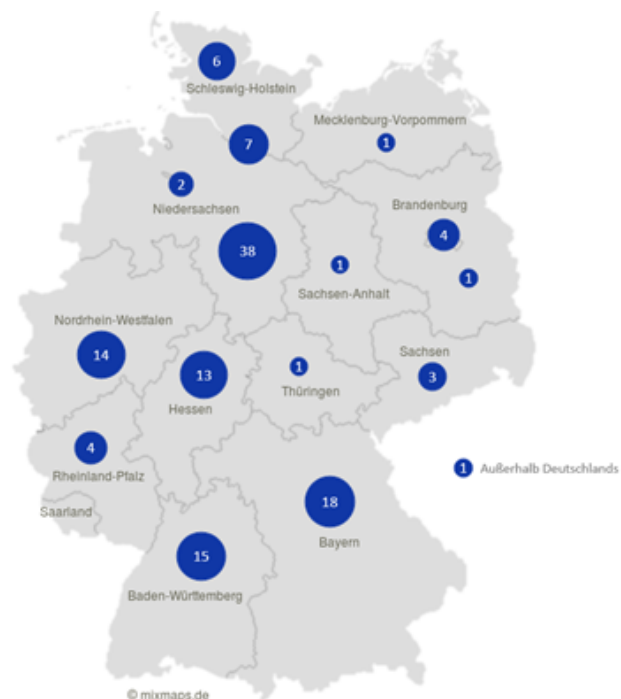 6
Schleswig-Holstein
Mecklenburg-Vorpommern
7
1
2
Niedersachsen
Brandenburg
4
38
1
1
Sachsen-Anhalt
Nordrhein-Westfalen
14
Sachsen
13
1
3
Thüringen
Hessen
4
Rheinland-Pfalz
1 Außerhalb Deutschlands
18
Saarland
Bayern
15
Baden-Württemberg
© mixmaps.de